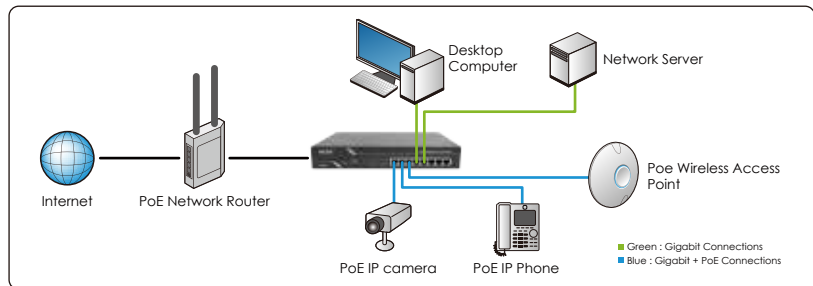 Desktop
Computer
Network Server
Internet
PoE Network Router
Poe Wireless Access
Point
PoE IP camera
PoE IP Phone
Green : Gigabit Connections
Blue : Gigabit + PoE Connections